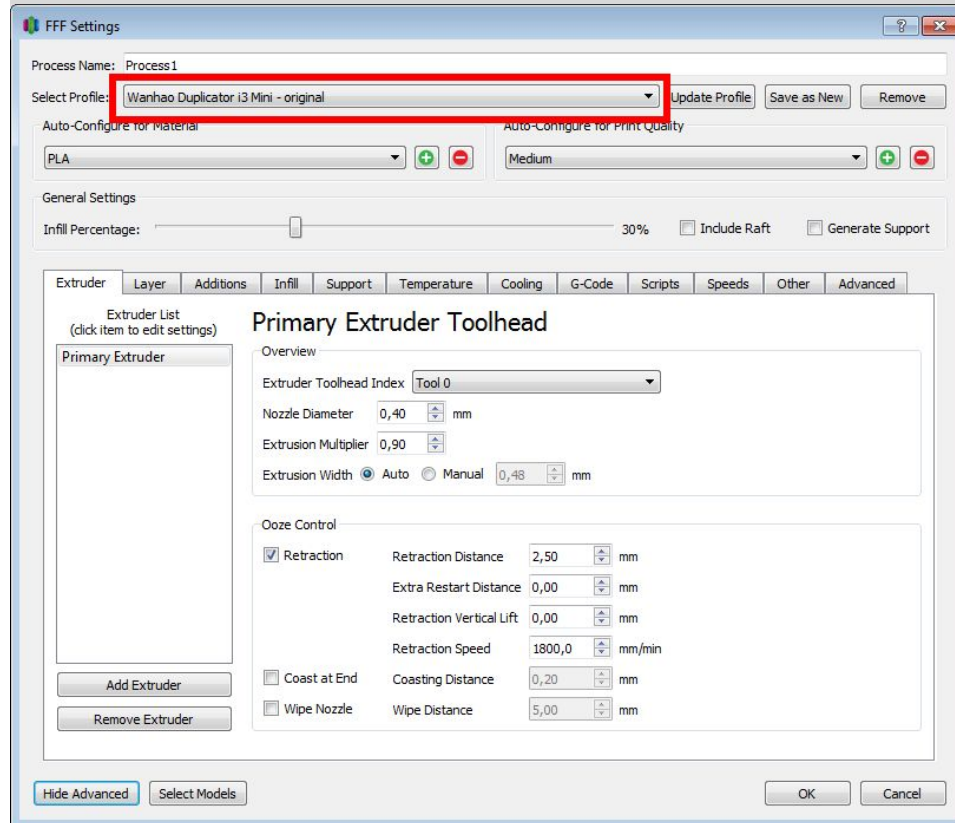 FFF Settings
Process Name: Process1
Select Profile: Wanhao Duplicator i3 Mini - original Update Profile Save as New Remove
Auto-Configure for Material Auto-Configure for Print Quality
PLA Medium
General Settings
Infill Percentage: 30% Include Raft Generate Support
Extruder Layer Additions Infill Support Temperature Cooling G-Code Scripts Speeds Other Advanced
Extruder List
(click item to edit settings)
Primary Extruder
Primary Extruder Toolhead
Overview
Extruder Toolhead Index Tool 0
Nozzle Diameter 0,40 mm
Extrusion Multiplier 0,90
Extrusion Width Auto Manual 0,48 mm
Ooze Control
Retraction Retraction Distance 2,50 mm
Extra Restart Distance 0,00 mm
Retraction Vertical Lift 0,00 mm
Retraction Speed 1800,0 mm/min
Coast at End Coasting Distance 0,20 mm
Wipe Nozzle Wipe Distance 5,00 mm
Add Extruder
Remove Extruder
Hide Advanced Select Models OK Cancel